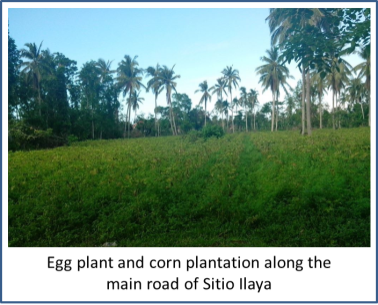 Egg plant and corn plantation along the
main road of Sitio Ilaya